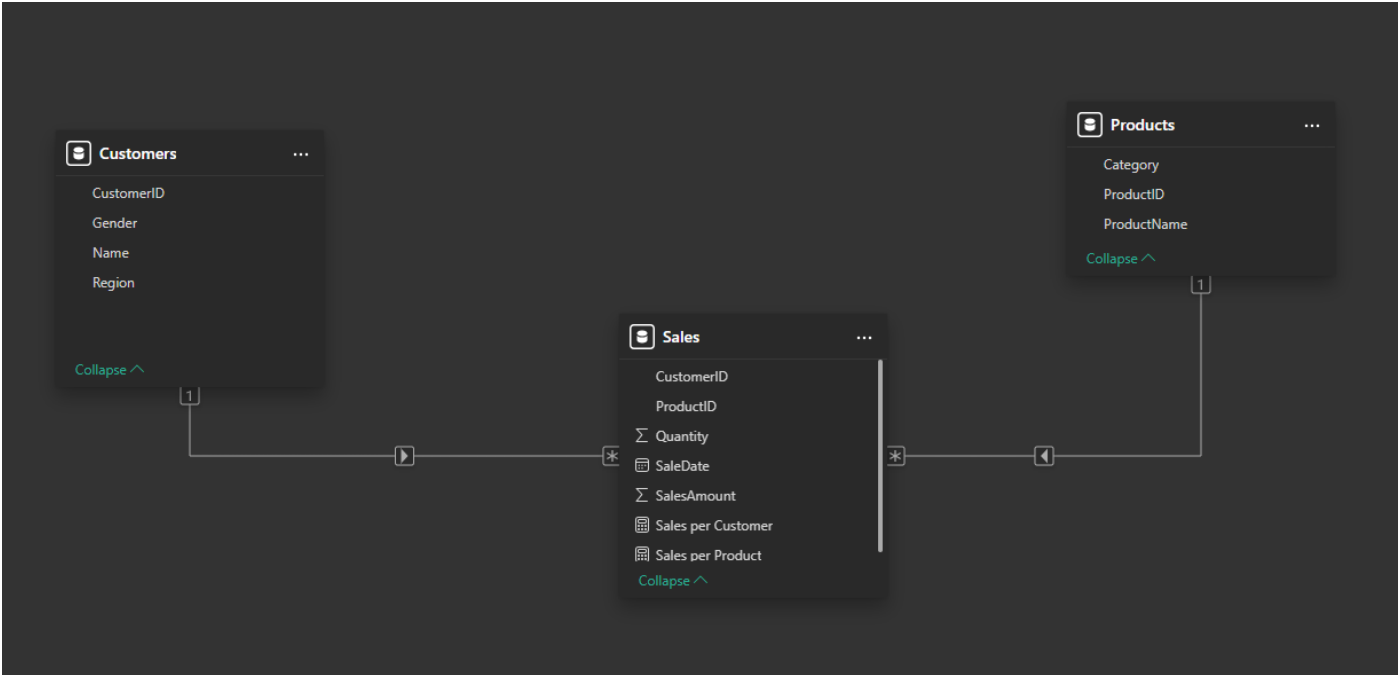 Customers
CustomerID
Gender
Name
Region
Collapse
1
Products
Category
ProductID
ProductName
Collapse
1
Sales
CustomerID
ProductID
Quantity
SaleDate
SalesAmount
Sales per Customer
Sales per Product
Collapse